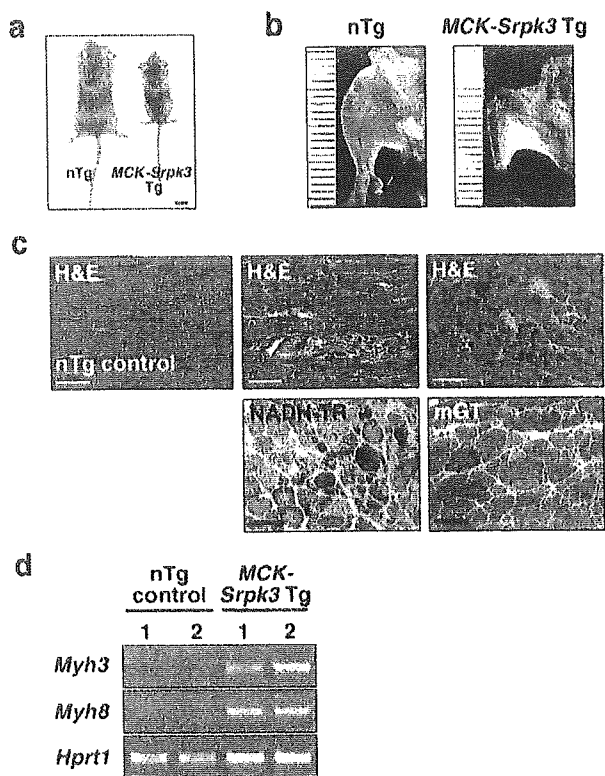 a
nTg
MCK-Srpk3
Tg
b
nTg
MCK-Srpk3 Tg
c
H&E
nTg control
H&E
H&E
NADH-TR
mGT
d
nTg
control
MCK-
Srpk3 Tg
1 2 1 2
Myh3
Myh8
Hprt1